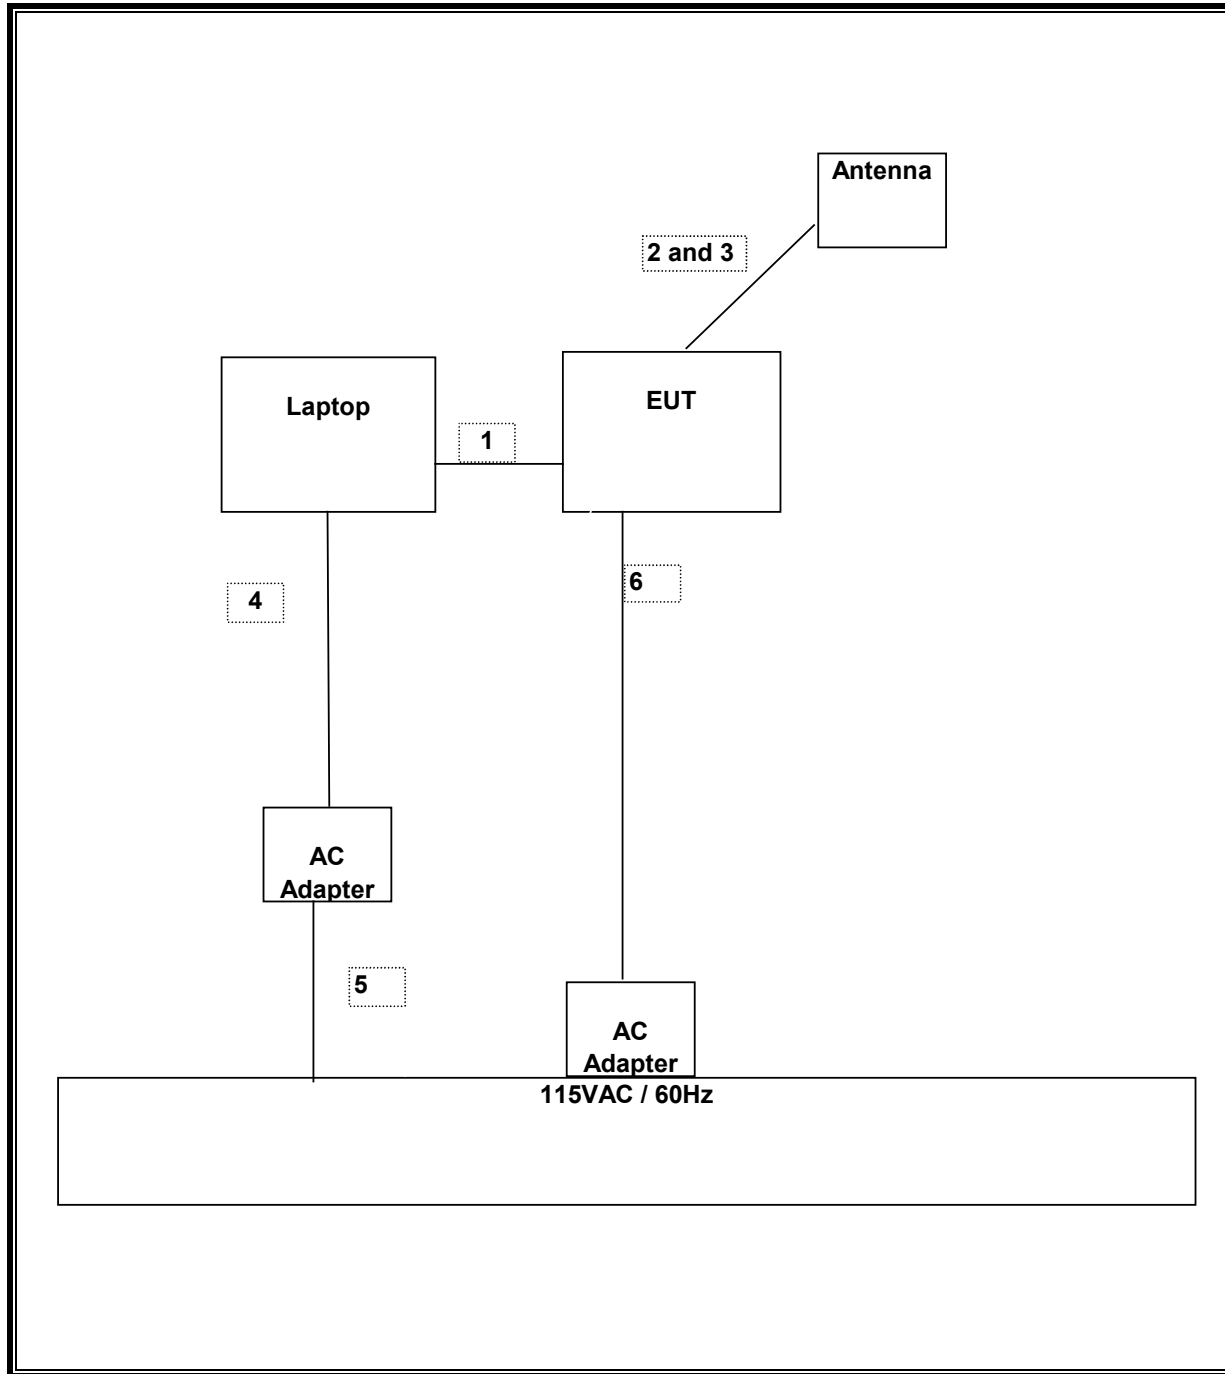 Antenna
2 and 3
Laptop
EUT
1
4
6
AC
Adapter
5
AC
Adapter
115VAC / 60Hz